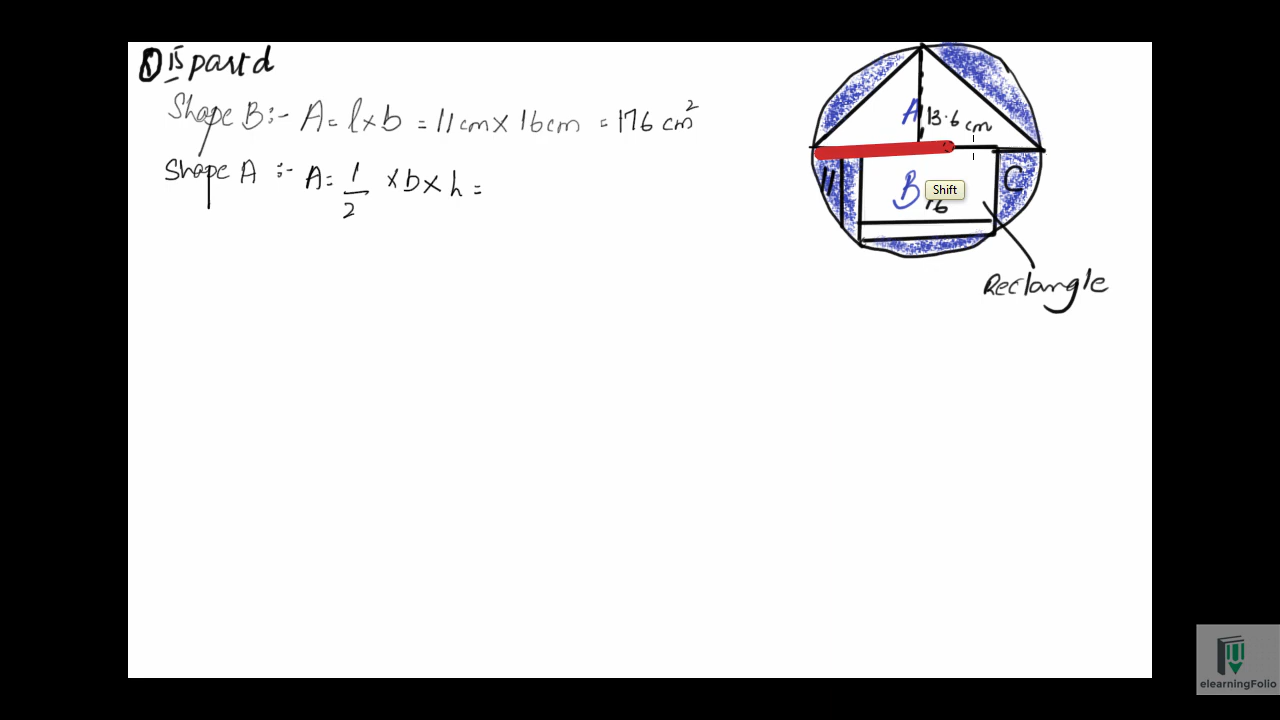 Q 15 part d
Shape B:- A = l × b = 11 cm × 16 cm = 176 cm²
Shape A :- A = 1/2 × b × h =
A 13.6 cm
11 B 16 C
Shift
Rectangle
elearningFolio